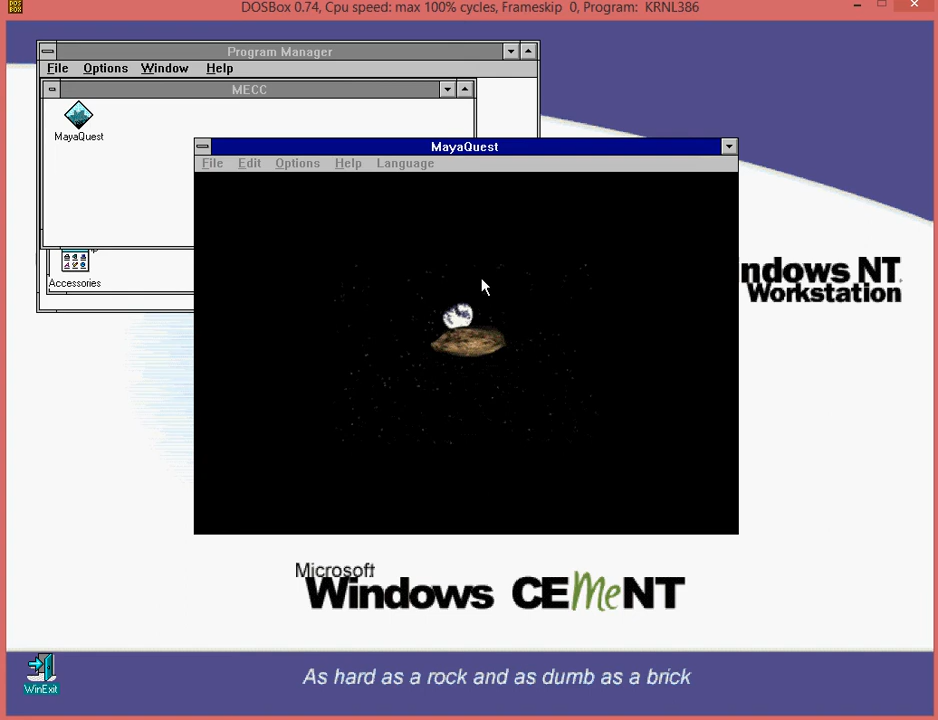 DOSBox 0.74, Cpu speed: max 100% cycles, Frameskip 0, Program: KRNL386
Program Manager
File Options Window Help
MECC
MayaQuest
MayaQuest
File Edit Options Help Language
Accessories
ndows NT
Workstation
Microsoft
Windows CEMeNT
WinExit
As hard as a rock and as dumb as a brick